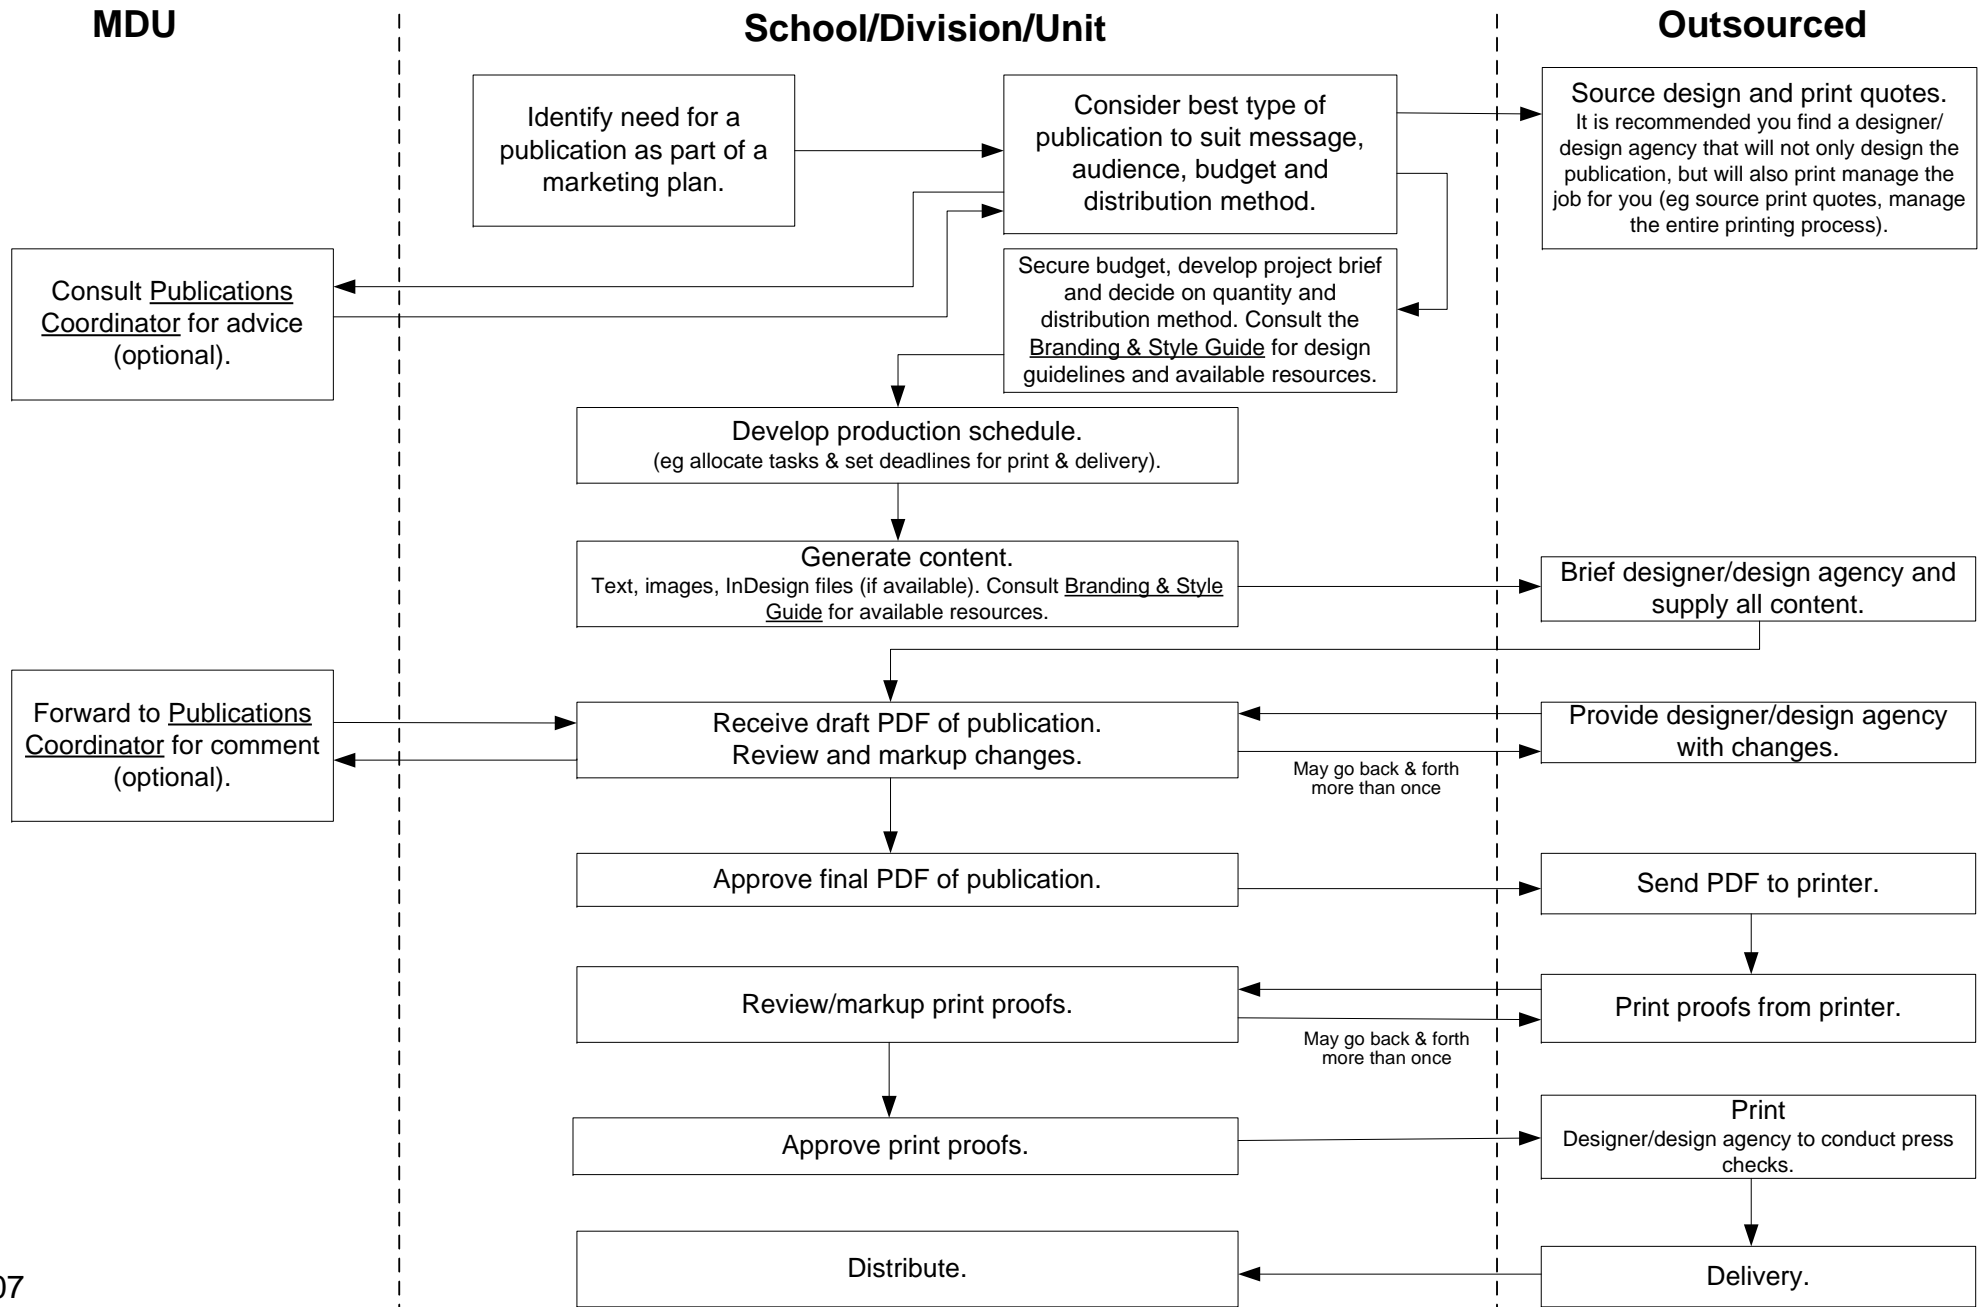 MDU
School/Division/Unit
Outsourced
Identify need for a
publication as part of a
marketing plan.
Consider best type of
publication to suit message,
audience, budget and
distribution method.
Source design and print quotes.
It is recommended you find a designer/
design agency that will not only design the
publication, but will also print manage the
job for you (eg source print quotes, manage
the entire printing process).
Consult Publications
Coordinator for advice
(optional).
Secure budget, develop project brief
and decide on quantity and
distribution method. Consult the
Branding & Style Guide for design
guidelines and available resources.
Develop production schedule.
(eg allocate tasks & set deadlines for print & delivery).
Generate content.
Text, images, InDesign files (if available). Consult Branding & Style
Guide for available resources.
Brief designer/design agency and
supply all content.
Forward to Publications
Coordinator for comment
(optional).
Receive draft PDF of publication.
Review and markup changes.
May go back & forth
more than once
Provide designer/design agency
with changes.
Approve final PDF of publication.
Send PDF to printer.
Review/markup print proofs.
May go back & forth
more than once
Print proofs from printer.
Approve print proofs.
Print
Designer/design agency to conduct press
checks.
Distribute.
Delivery.
07